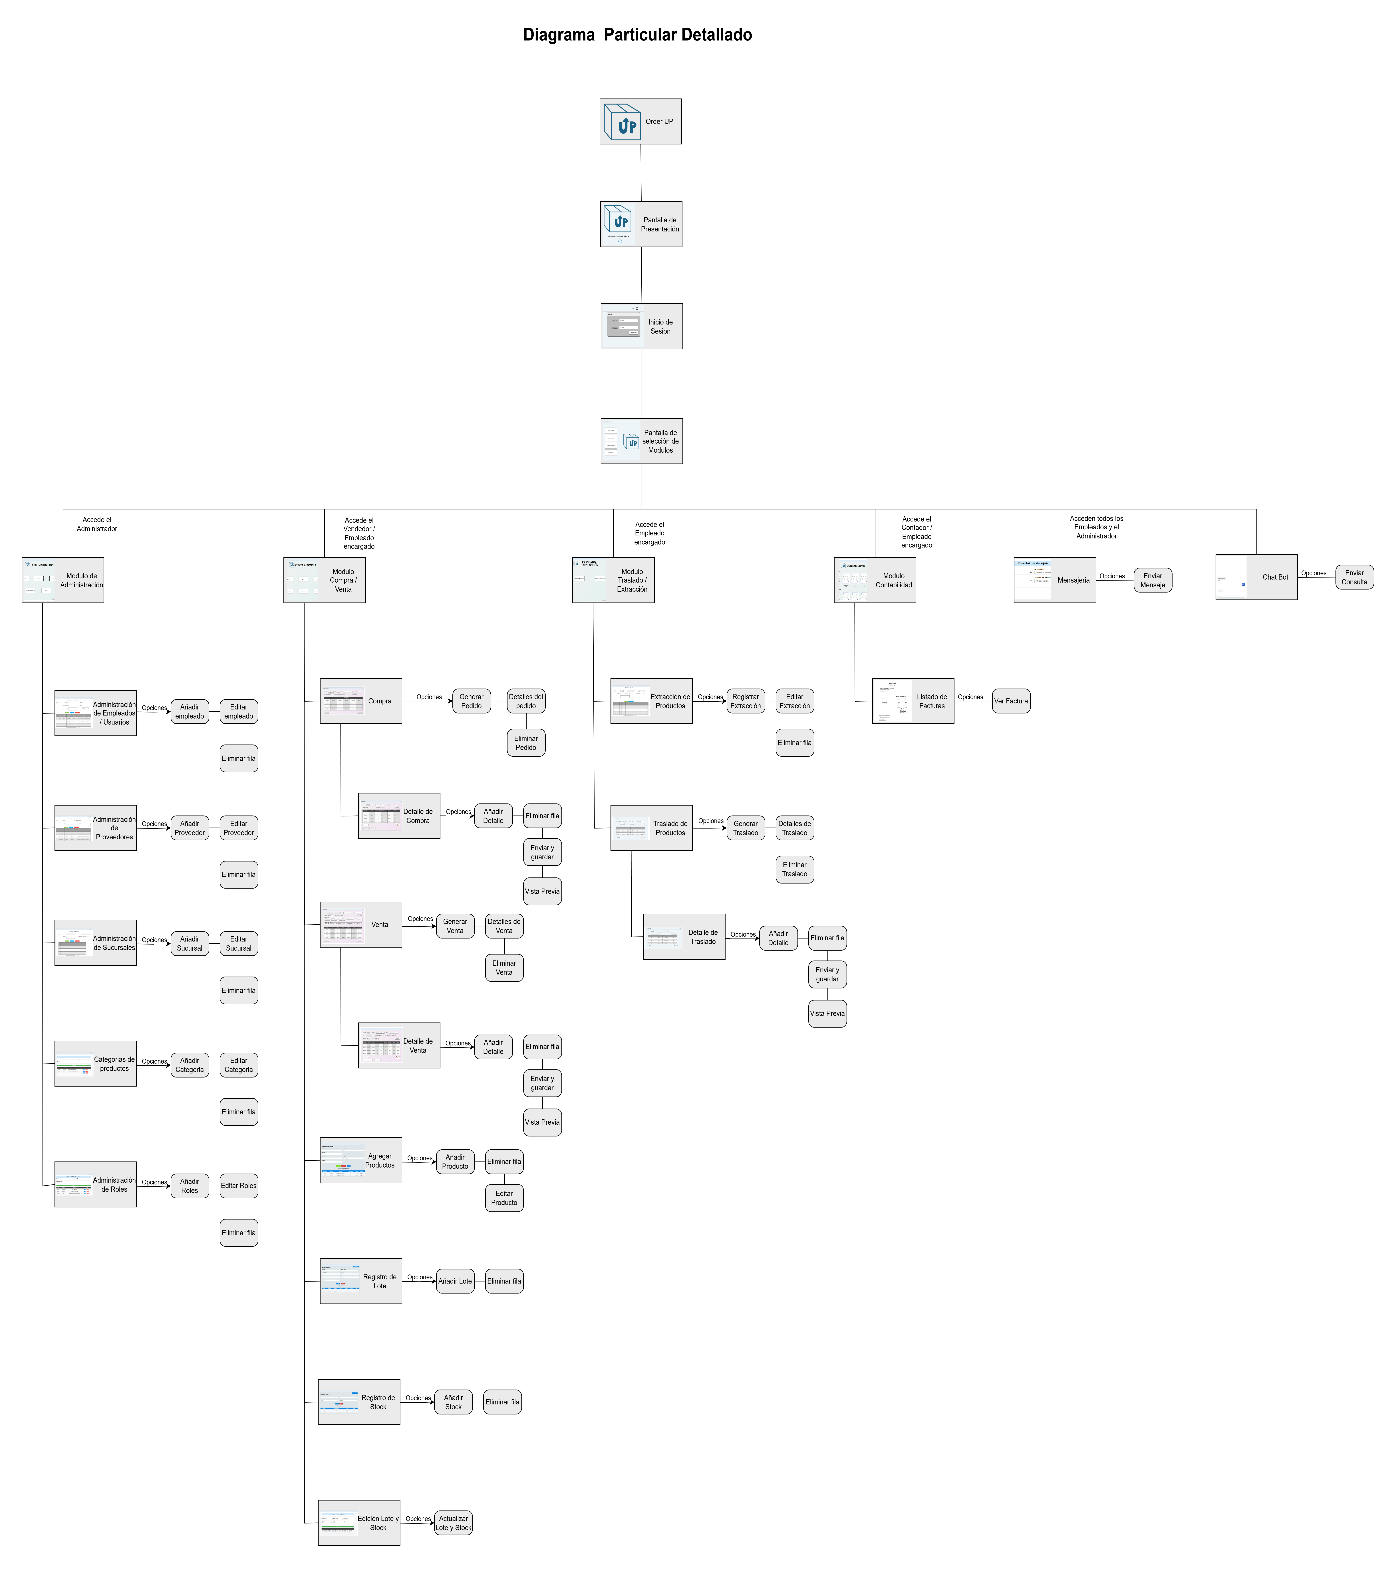 Diagrama  Particular Detallado
UP
Order UP
UP
Pantalla de
Presentación
Inicio de
Sesion
UP
Pantalla de
selección de
Modulos
Accede el
Administrador
Accede el
Vendedor /
Empleado
encargado
Accede el
Empleado
encargado
Accede el
Contador /
Empleado
encargado
Acceden todos los
Empleados y el
Administrador
Modulo de
Administración
Modulo
Compra /
Venta
Modulo
Traslado /
Extracción
Modulo
Contabilidad
Mensajeria
Opciones
Enviar
Mensaje
Chat Bot
Opciones
Enviar
Consulta
Administración
de Empleados
/ Usuarios
Opciones
Añadir
empleado
Editar
empleado
Eliminar fila
Administración
de
Proveedores
Opciones
Añadir
Proveedor
Editar
Proveedor
Eliminar fila
Administración
de Sucursales
Opciones
Añadir
Sucursal
Editar
Sucursal
Eliminar fila
Categorias de
productos
Opciones
Añadir
Categoria
Editar
Categoria
Eliminar fila
Administración
de Roles
Opciones
Añadir
Roles
Editar Roles
Eliminar fila
Compra
Opciones
Generar
Pedido
Detalles del
pedido
Eliminar
Pedido
Detalle de
Compra
Opciones
Añadir
Detalle
Eliminar fila
Enviar y
guardar
Vista Previa
Venta
Opciones
Generar
Venta
Detalles de
Venta
Eliminar
Venta
Detalle de
Venta
Opciones
Añadir
Detalle
Eliminar fila
Enviar y
guardar
Vista Previa
Agregar
Productos
Opciones
Añadir
Producto
Eliminar fila
Editar
Producto
Registro de
Lote
Opciones
Añadir Lote
Eliminar fila
Registro de
Stock
Opciones
Añadir
Stock
Eliminar fila
Edición Lote y
Stock
Opciones
Actualizar
Lote y Stock
Extracción de
Productos
Opciones
Registrar
Extracción
Editar
Extracción
Eliminar fila
Traslado de
Productos
Opciones
Generar
Traslado
Detalles de
Traslado
Eliminar
Traslado
Detalle de
Traslado
Opciones
Añadir
Detalle
Eliminar fila
Enviar y
guardar
Vista Previa
Listado de
Facturas
Opciones
Ver Factura